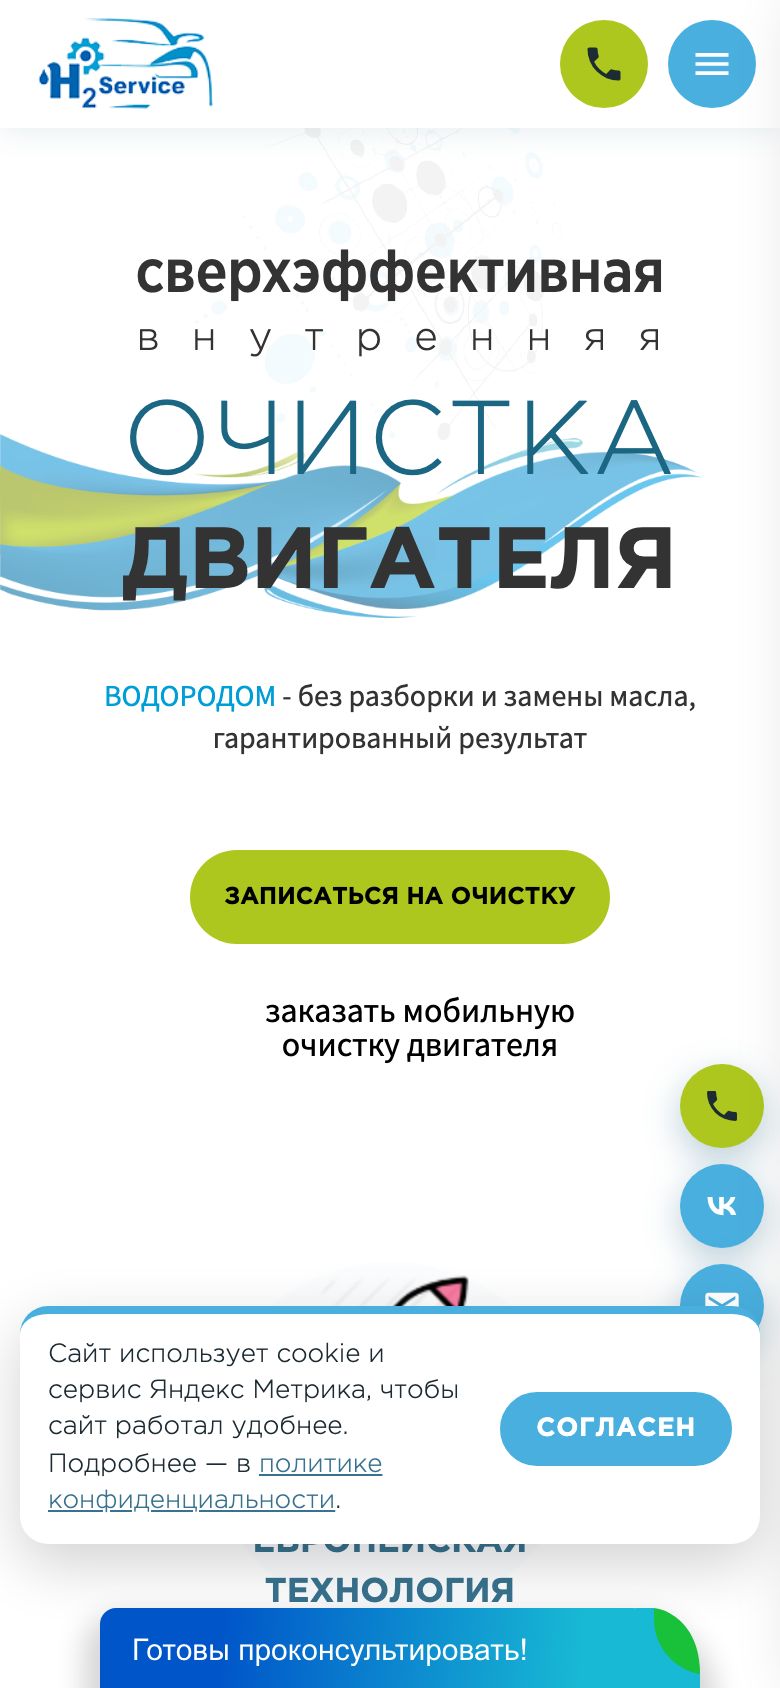 H2Service
сверхэффективная
внутренняя
ОЧИСТКА
ДВИГАТЕЛЯ
ВОДОРОДОМ - без разборки и замены масла,
гарантированный результат
ЗАПИСАТЬСЯ НА ОЧИСТКУ
заказать мобильную
очистку двигателя
Сайт использует cookie и
сервис Яндекс Метрика, чтобы
сайт работал удобнее.
Подробнее — в политике
конфиденциальности.
СОГЛАСЕН
ЕВРОПЕЙСКАЯ
ТЕХНОЛОГИЯ
Готовы проконсультировать!